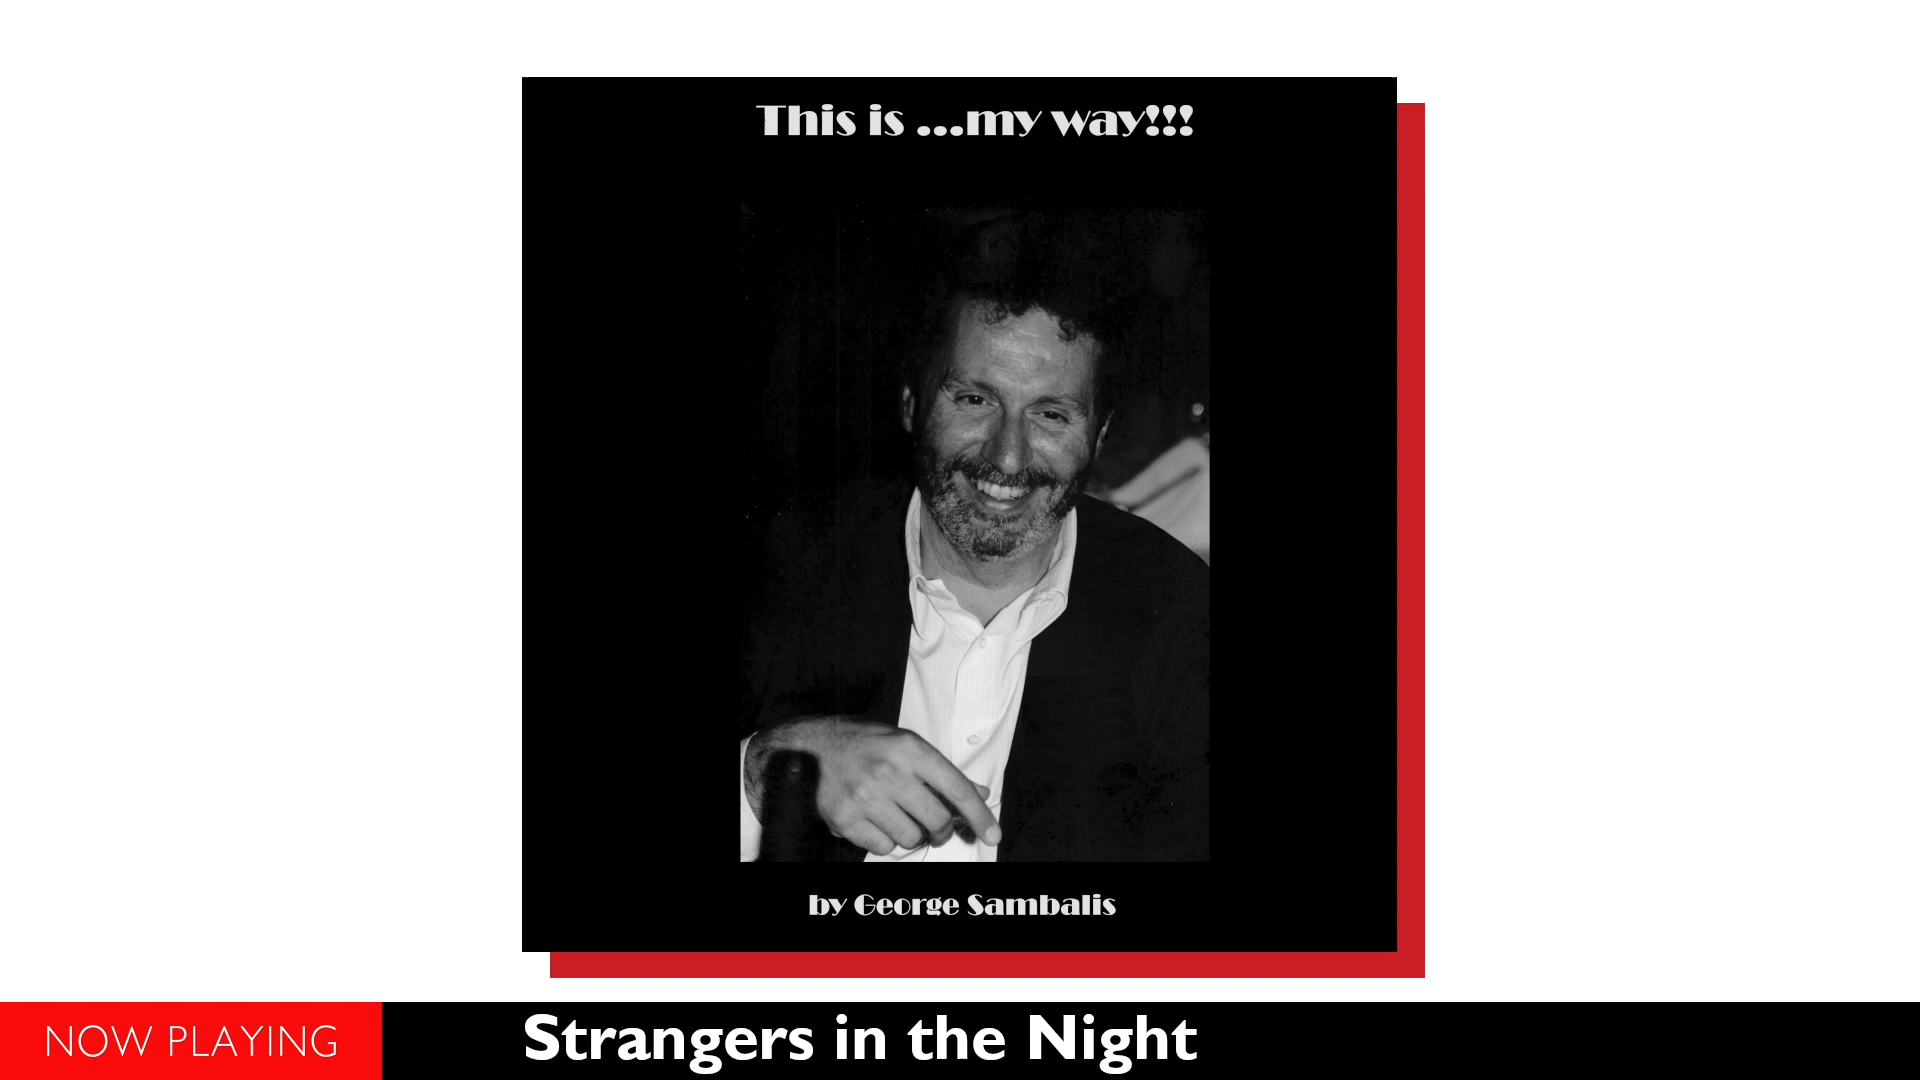 This is ...my way!!!
by George Sambalis
NOW PLAYING
Strangers in the Night